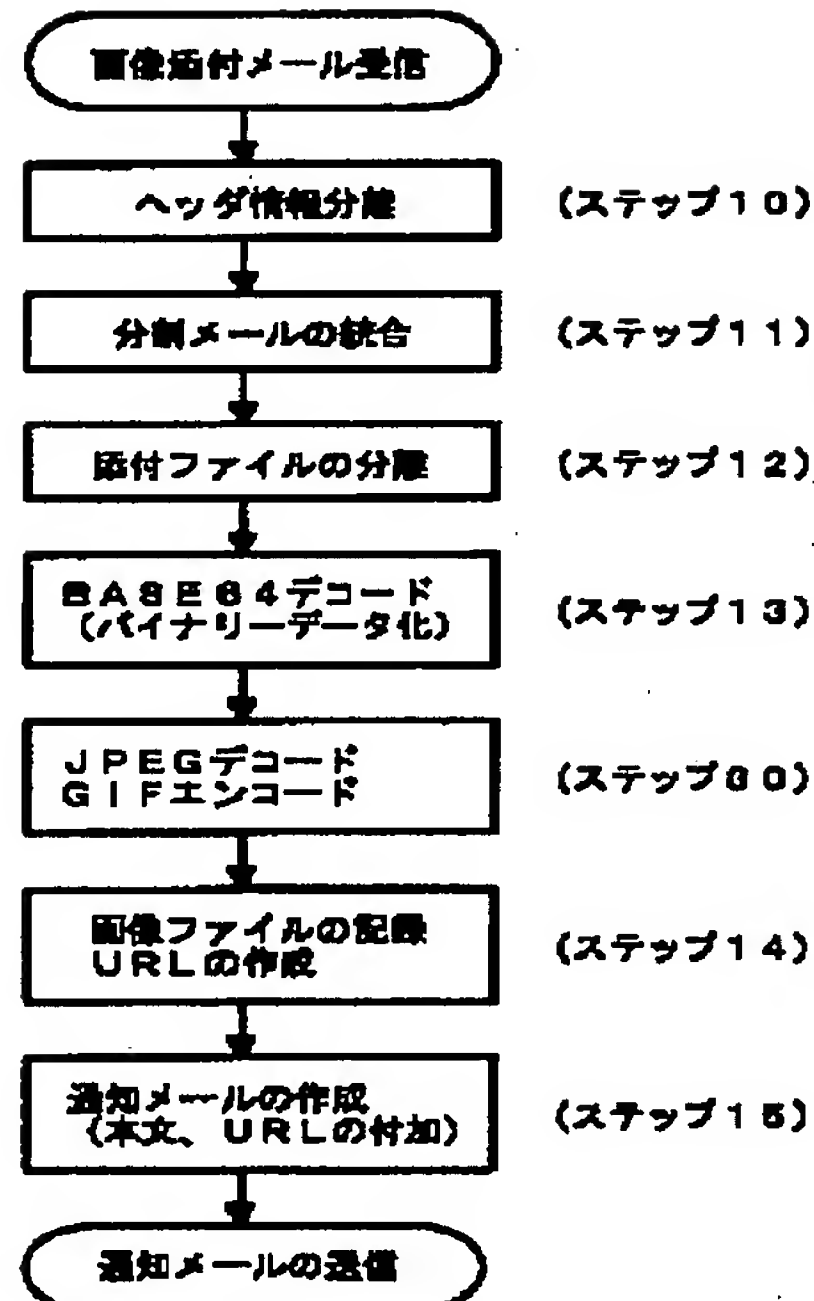 画像添付メール受信
ヘッダ情報分離
(ステップ10)
分割メールの統合
(ステップ11)
添付ファイルの分離
(ステップ12)
BASE64デコード
(バイナリーデータ化)
(ステップ13)
JPEGデコード
GIFエンコード
(ステップ30)
画像ファイルの記録
URLの作成
(ステップ14)
通知メールの作成
(本文、URLの付加)
(ステップ15)
通知メールの送信